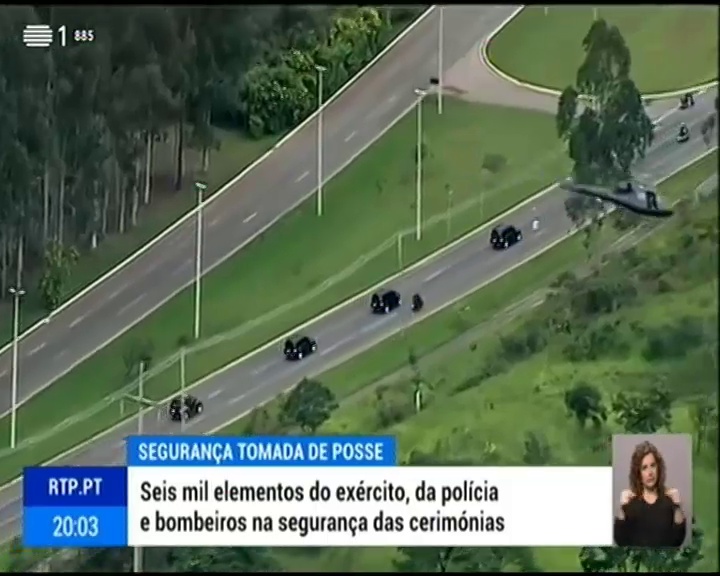 1 885
SEGURANÇA TOMADA DE POSSE
RTP.PT
Seis mil elementos do exército, da polícia
e bombeiros na segurança das cerimónias
20:03